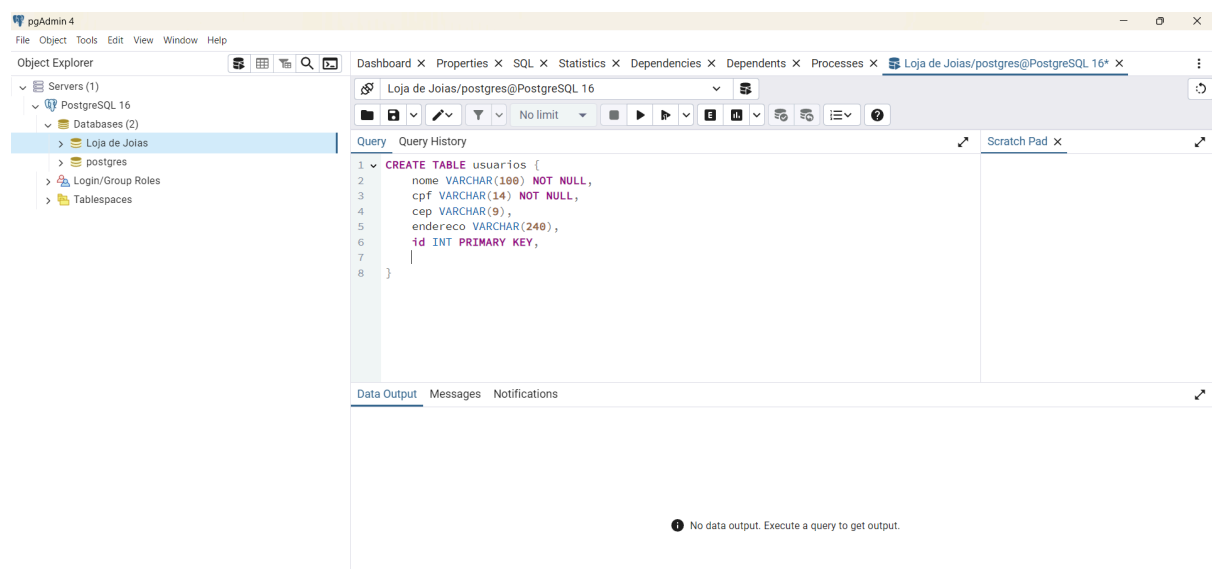 pgAdmin 4
File Object Tools Edit View Window Help
Object Explorer
Servers (1)
PostgreSQL 16
Databases (2)
Loja de Joias
postgres
Login/Group Roles
Tablespaces
Dashboard Properties SQL Statistics Dependencies Dependents Processes Loja de Joias/postgres@PostgreSQL 16*
Loja de Joias/postgres@PostgreSQL 16
No limit
Query Query History
Scratch Pad
1 CREATE TABLE usuarios {
2 nome VARCHAR(100) NOT NULL,
3 cpf VARCHAR(14) NOT NULL,
4 cep VARCHAR(9),
5 endereco VARCHAR(240),
6 id INT PRIMARY KEY,
7
8 }
Data Output Messages Notifications
No data output. Execute a query to get output.